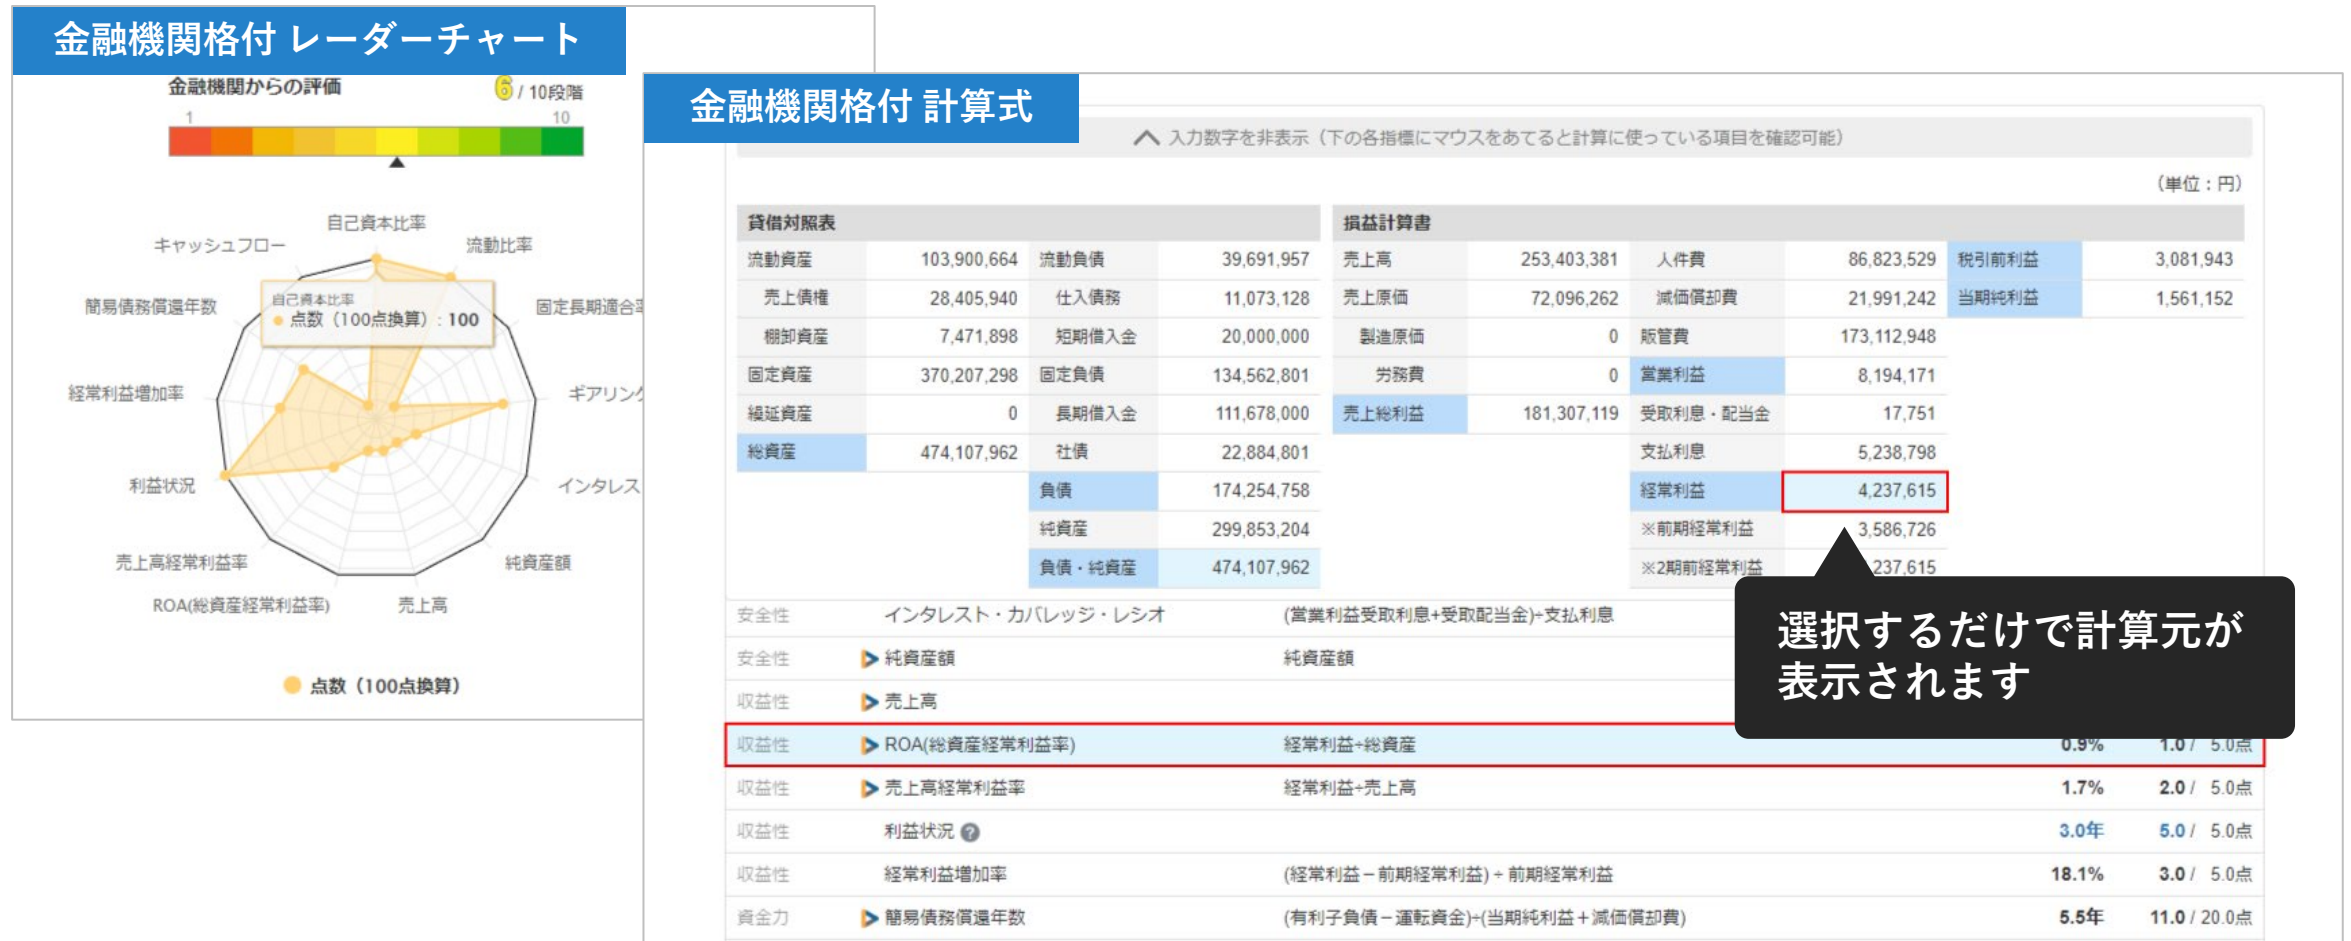 金融機関格付 レーダーチャート
金融機関からの評価
6 / 10段階
1
10
自己資本比率
キャッシュフロー
流動比率
簡易債務償還年数
固定長期適合率
自己資本比率
点数（100点換算）: 100
経常利益増加率
ギアリング
利益状況
インタレス
売上高経常利益率
純資産額
ROA(総資産経常利益率)
売上高
点数（100点換算）
金融機関格付 計算式
入力数字を非表示（下の各指標にマウスをあてると計算に使っている項目を確認可能）
（単位：円）
貸借対照表 損益計算書
流動資産 103,900,664 流動負債 39,691,957 売上高 253,403,381 人件費 86,823,529 税引前利益 3,081,943
売上債権 28,405,940 仕入債務 11,073,128 売上原価 72,096,262 減価償却費 21,991,242 当期純利益 1,561,152
棚卸資産 7,471,898 短期借入金 20,000,000 製造原価 0 販管費 173,112,948
固定資産 370,207,298 固定負債 134,562,801 労務費 0 営業利益 8,194,171
繰延資産 0 長期借入金 111,678,000 売上総利益 181,307,119 受取利息・配当金 17,751
総資産 474,107,962 社債 22,884,801 支払利息 5,238,798
負債 174,254,758 経常利益 4,237,615
純資産 299,853,204 ※前期経常利益 3,586,726
負債・純資産 474,107,962 ※2期前経常利益 237,615
選択するだけで計算元が
表示されます
安全性 インタレスト・カバレッジ・レシオ (営業利益受取利息+受取配当金)÷支払利息
安全性 純資産額 純資産額
収益性 売上高
収益性 ROA(総資産経常利益率) 経常利益÷総資産 0.9% 1.0 / 5.0点
収益性 売上高経常利益率 経常利益÷売上高 1.7% 2.0 / 5.0点
収益性 利益状況 ? 3.0年 5.0 / 5.0点
収益性 経常利益増加率 (経常利益－前期経常利益)÷前期経常利益 18.1% 3.0 / 5.0点
資金力 簡易債務償還年数 (有利子負債－運転資金)÷(当期純利益＋減価償却費) 5.5年 11.0 / 20.0点